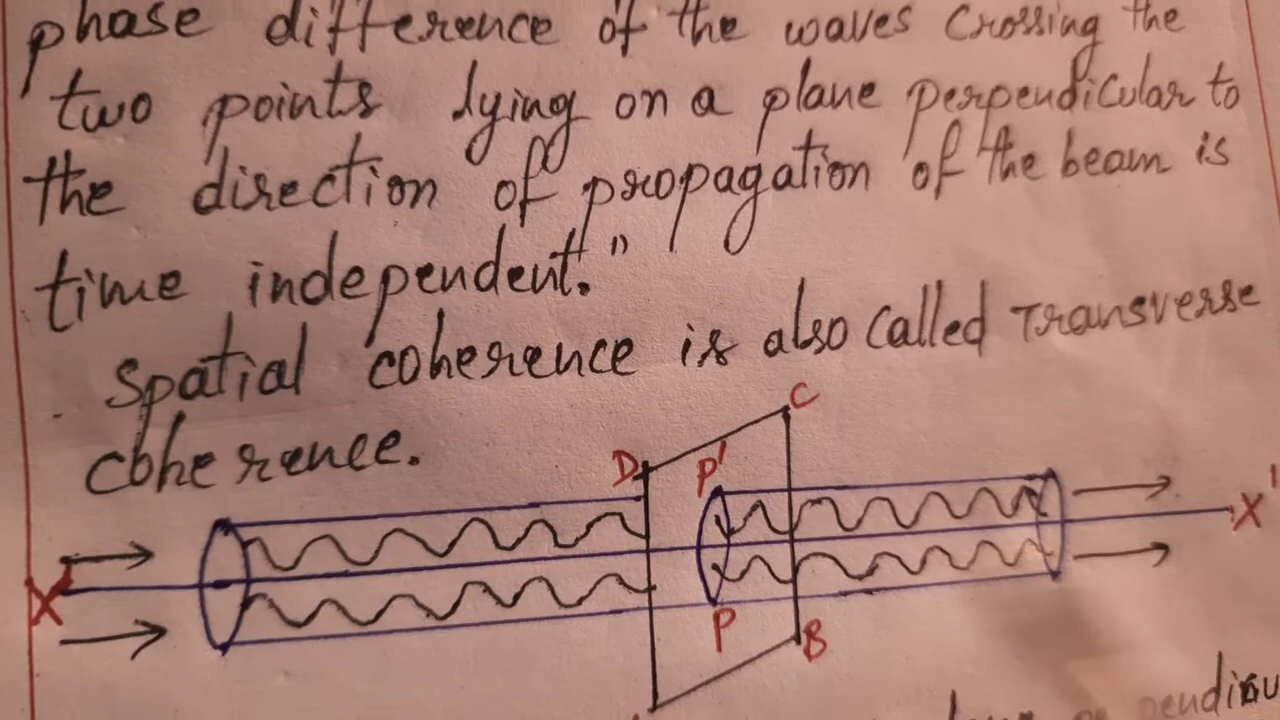 phase difference of the waves crossing the
two points lying on a plane perpendicular to
the direction of propagation of the beam is
time independent."
Spatial coherence is also called Transverse
coherence.
C
D
P'
X'
X
P
B